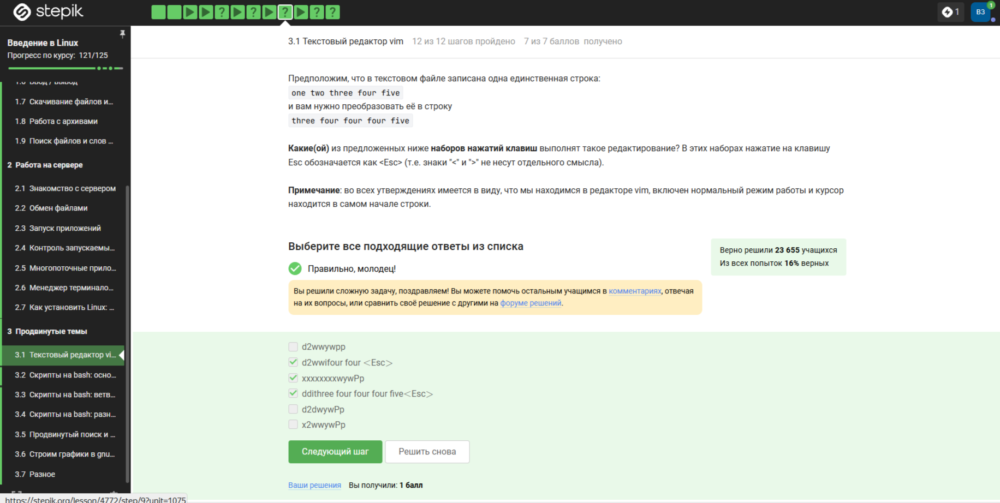 stepik
? ? ? ? ?
1
ВЗ
1
Введение в Linux
Прогресс по курсу: 121/125
1.6 Ввод / Вывод
1.7 Скачивание файлов и...
1.8 Работа с архивами
1.9 Поиск файлов и слов ...
2 Работа на сервере
2.1 Знакомство с сервером
2.2 Обмен файлами
2.3 Запуск приложений
2.4 Контроль запускаемы...
2.5 Многопоточные прило...
2.6 Менеджер терминало...
2.7 Как установить Linux: ...
3 Продвинутые темы
3.1 Текстовый редактор vi...
3.2 Скрипты на bash: осно...
3.3 Скрипты на bash: ветв...
3.4 Скрипты на bash: разн...
3.5 Продвинутый поиск и ...
3.6 Строим графики в gnu...
3.7 Разное
https://stepik.org/lesson/4772/step/9?unit=1075
3.1 Текстовый редактор vim 12 из 12 шагов пройдено 7 из 7 баллов получено
Предположим, что в текстовом файле записана одна единственная строка:
one two three four five
и вам нужно преобразовать её в строку
three four four four five
Какие(ой) из предложенных ниже наборов нажатий клавиш выполнят такое редактирование? В этих наборах нажатие на клавишу
Esc обозначается как <Esc> (т.е. знаки "<" и ">" не несут отдельного смысла).
Примечание: во всех утверждениях имеется в виду, что мы находимся в редакторе vim, включен нормальный режим работы и курсор
находится в самом начале строки.
Выберите все подходящие ответы из списка
Правильно, молодец!
Верно решили 23 655 учащихся
Из всех попыток 16% верных
Вы решили сложную задачу, поздравляем! Вы можете помочь остальным учащимся в комментариях, отвечая
на их вопросы, или сравнить своё решение с другими на форуме решений.
d2wwywpp
d2wwifour four <Esc>
xxxxxxxxwywPp
ddithree four four four five<Esc>
d2dwywPp
x2wwywPp
Следующий шаг
Решить снова
Ваши решения Вы получили: 1 балл